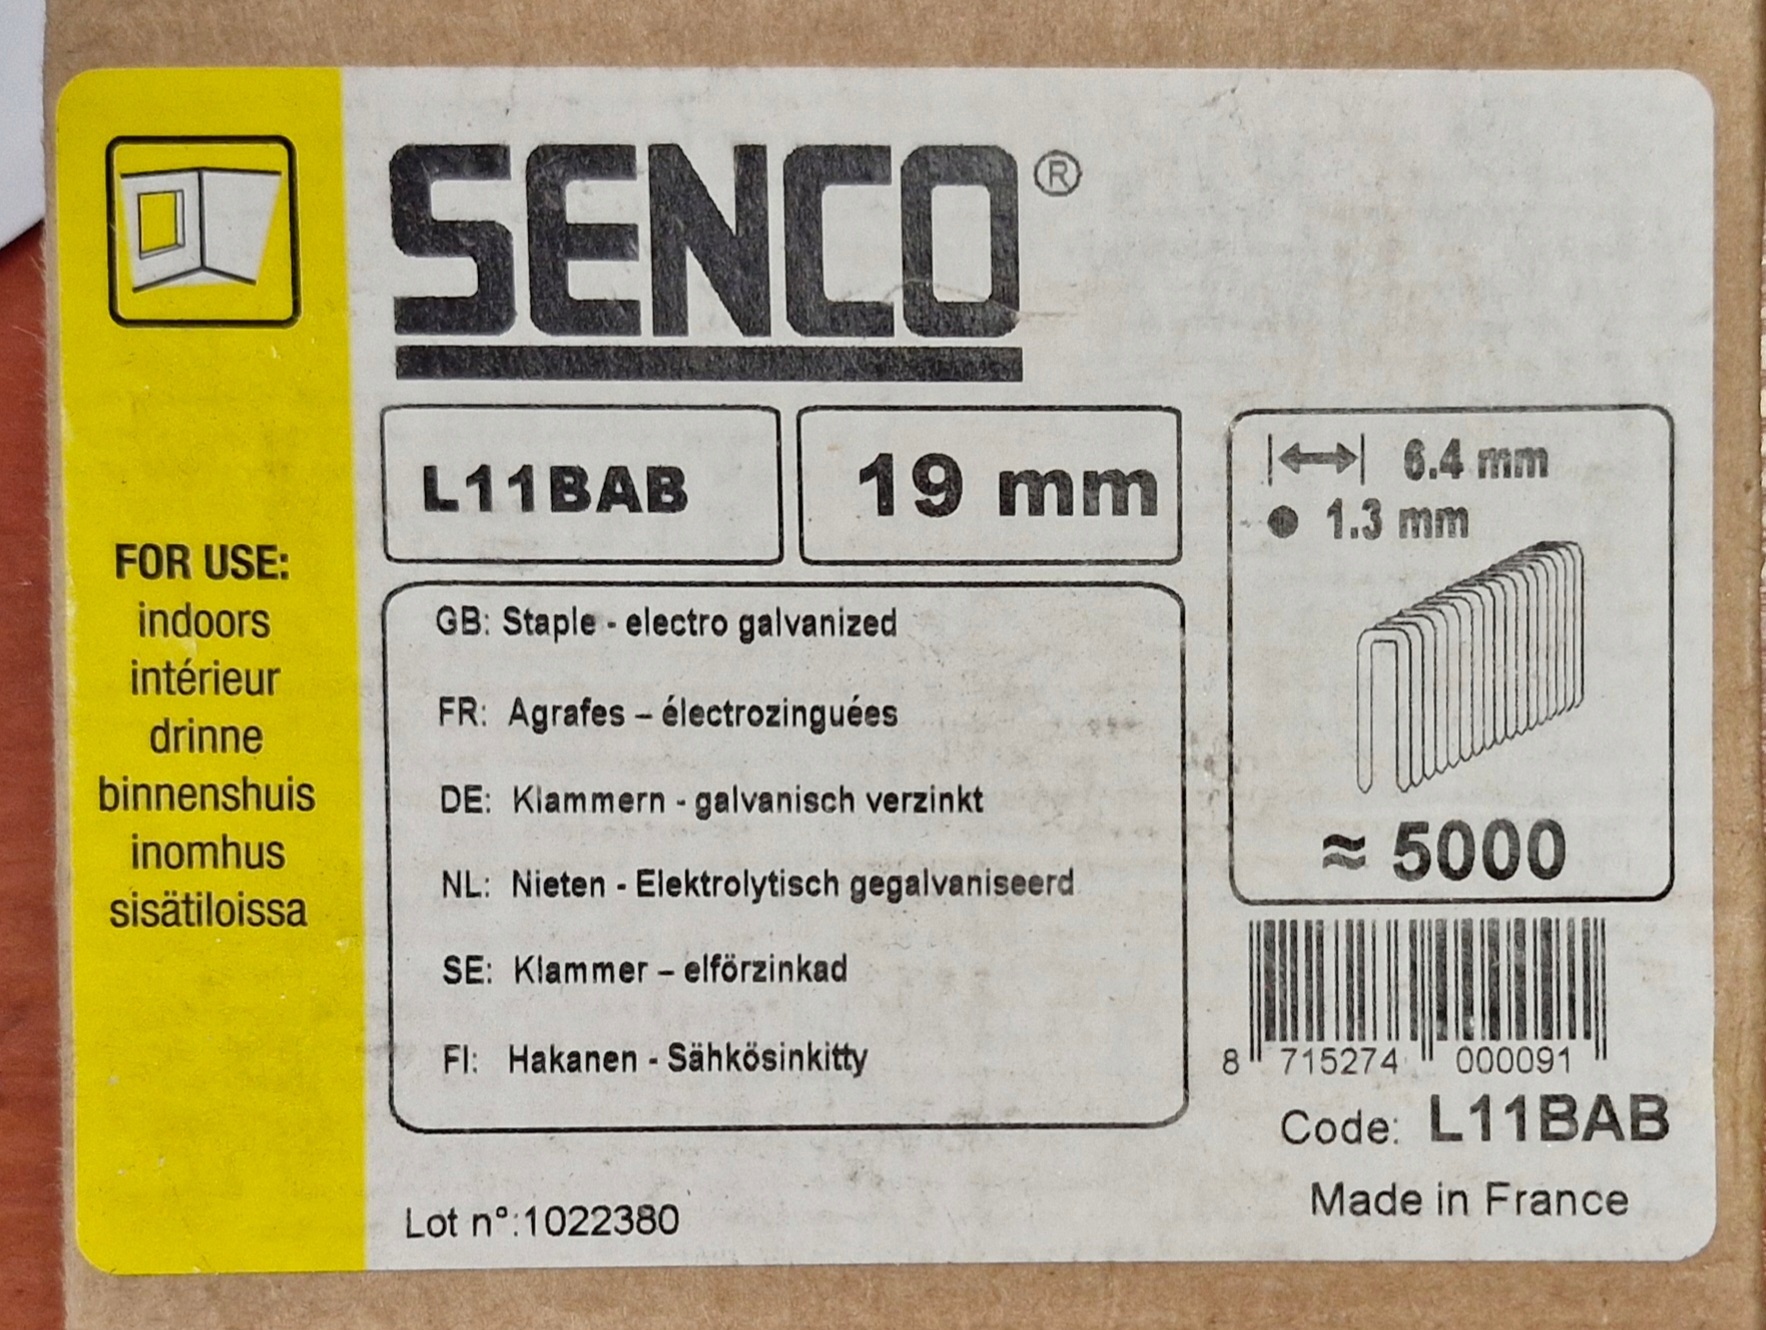 SENCO®
L11BAB
19 mm
6.4 mm
1.3 mm
≈ 5000
FOR USE:
indoors
intérieur
drinne
binnenshuis
inomhus
sisätiloissa
GB: Staple - electro galvanized
FR: Agrafes – électrozinguées
DE: Klammern - galvanisch verzinkt
NL: Nieten - Elektrolytisch gegalvaniseerd
SE: Klammer – elförzinkad
FI: Hakanen - Sähkösinkitty
8 715274 000091
Code: L11BAB
Made in France
Lot n°:1022380